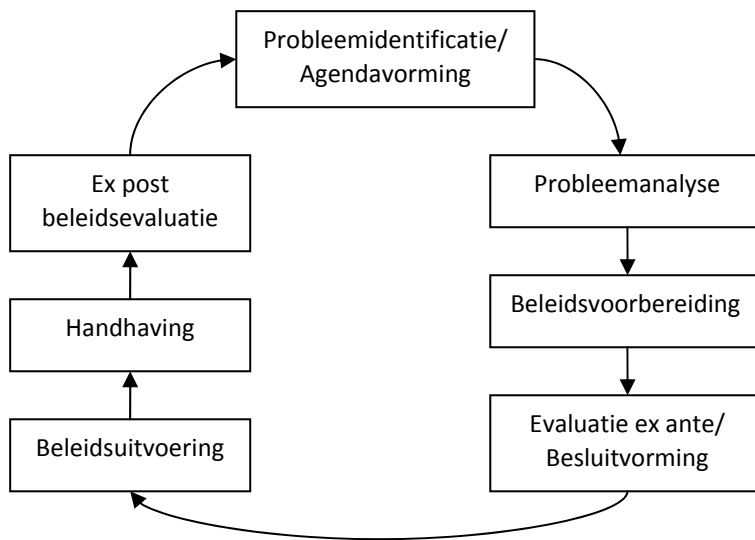 Probleemidentificatie/
Agendavorming
Probleemanalyse
Beleidsvoorbereiding
Evaluatie ex ante/
Besluitvorming
Beleidsuitvoering
Handhaving
Ex post
beleidsevaluatie